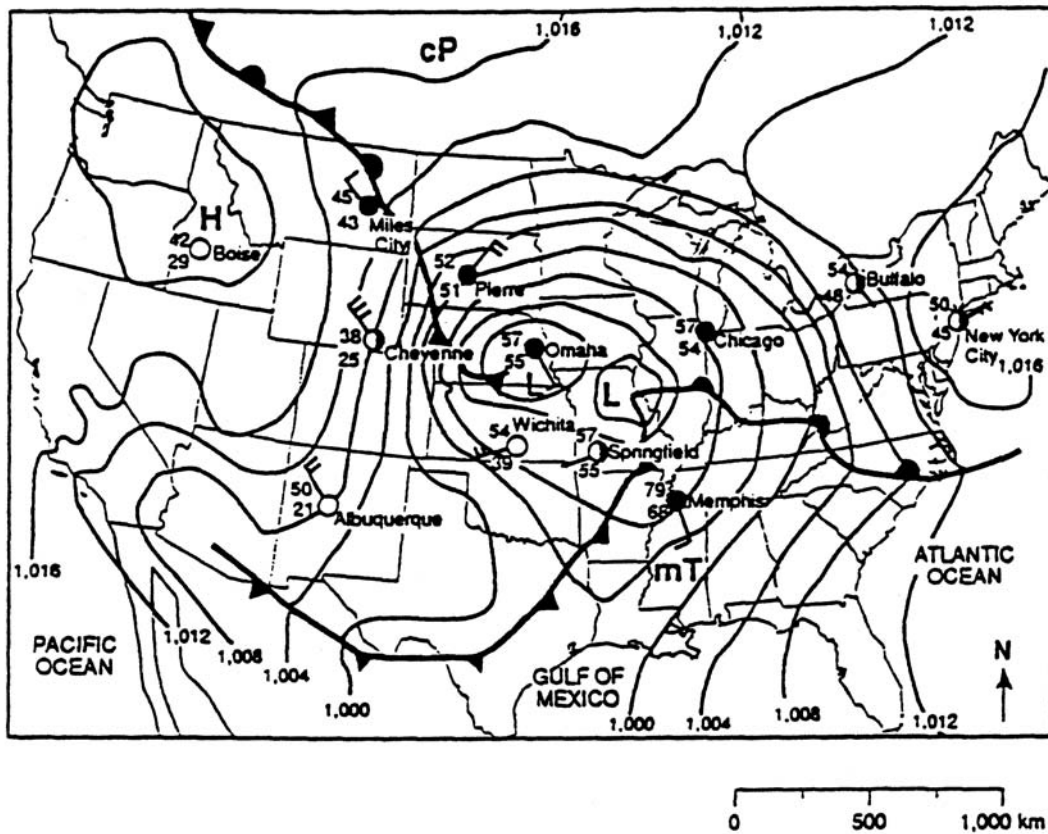 1,016
1,012
1,012
cP
45
43 Miles
City
H
42
29 Boise
52
51 Pierre
54
48 Buffalo
50
45 New York
City
1,016
38
25 Cheyenne
57
55 Omaha
57
54 Chicago
L
L
Wichita
54
39
57
55 Springfield
50
21 Albuquerque
79
68 Memphis
mT
ATLANTIC
OCEAN
1,016
PACIFIC
OCEAN
1,012
1,008
1,004
1,000
GULF OF
MEXICO
1,000
1,004
1,008
1,012
N
0 500 1,000 km